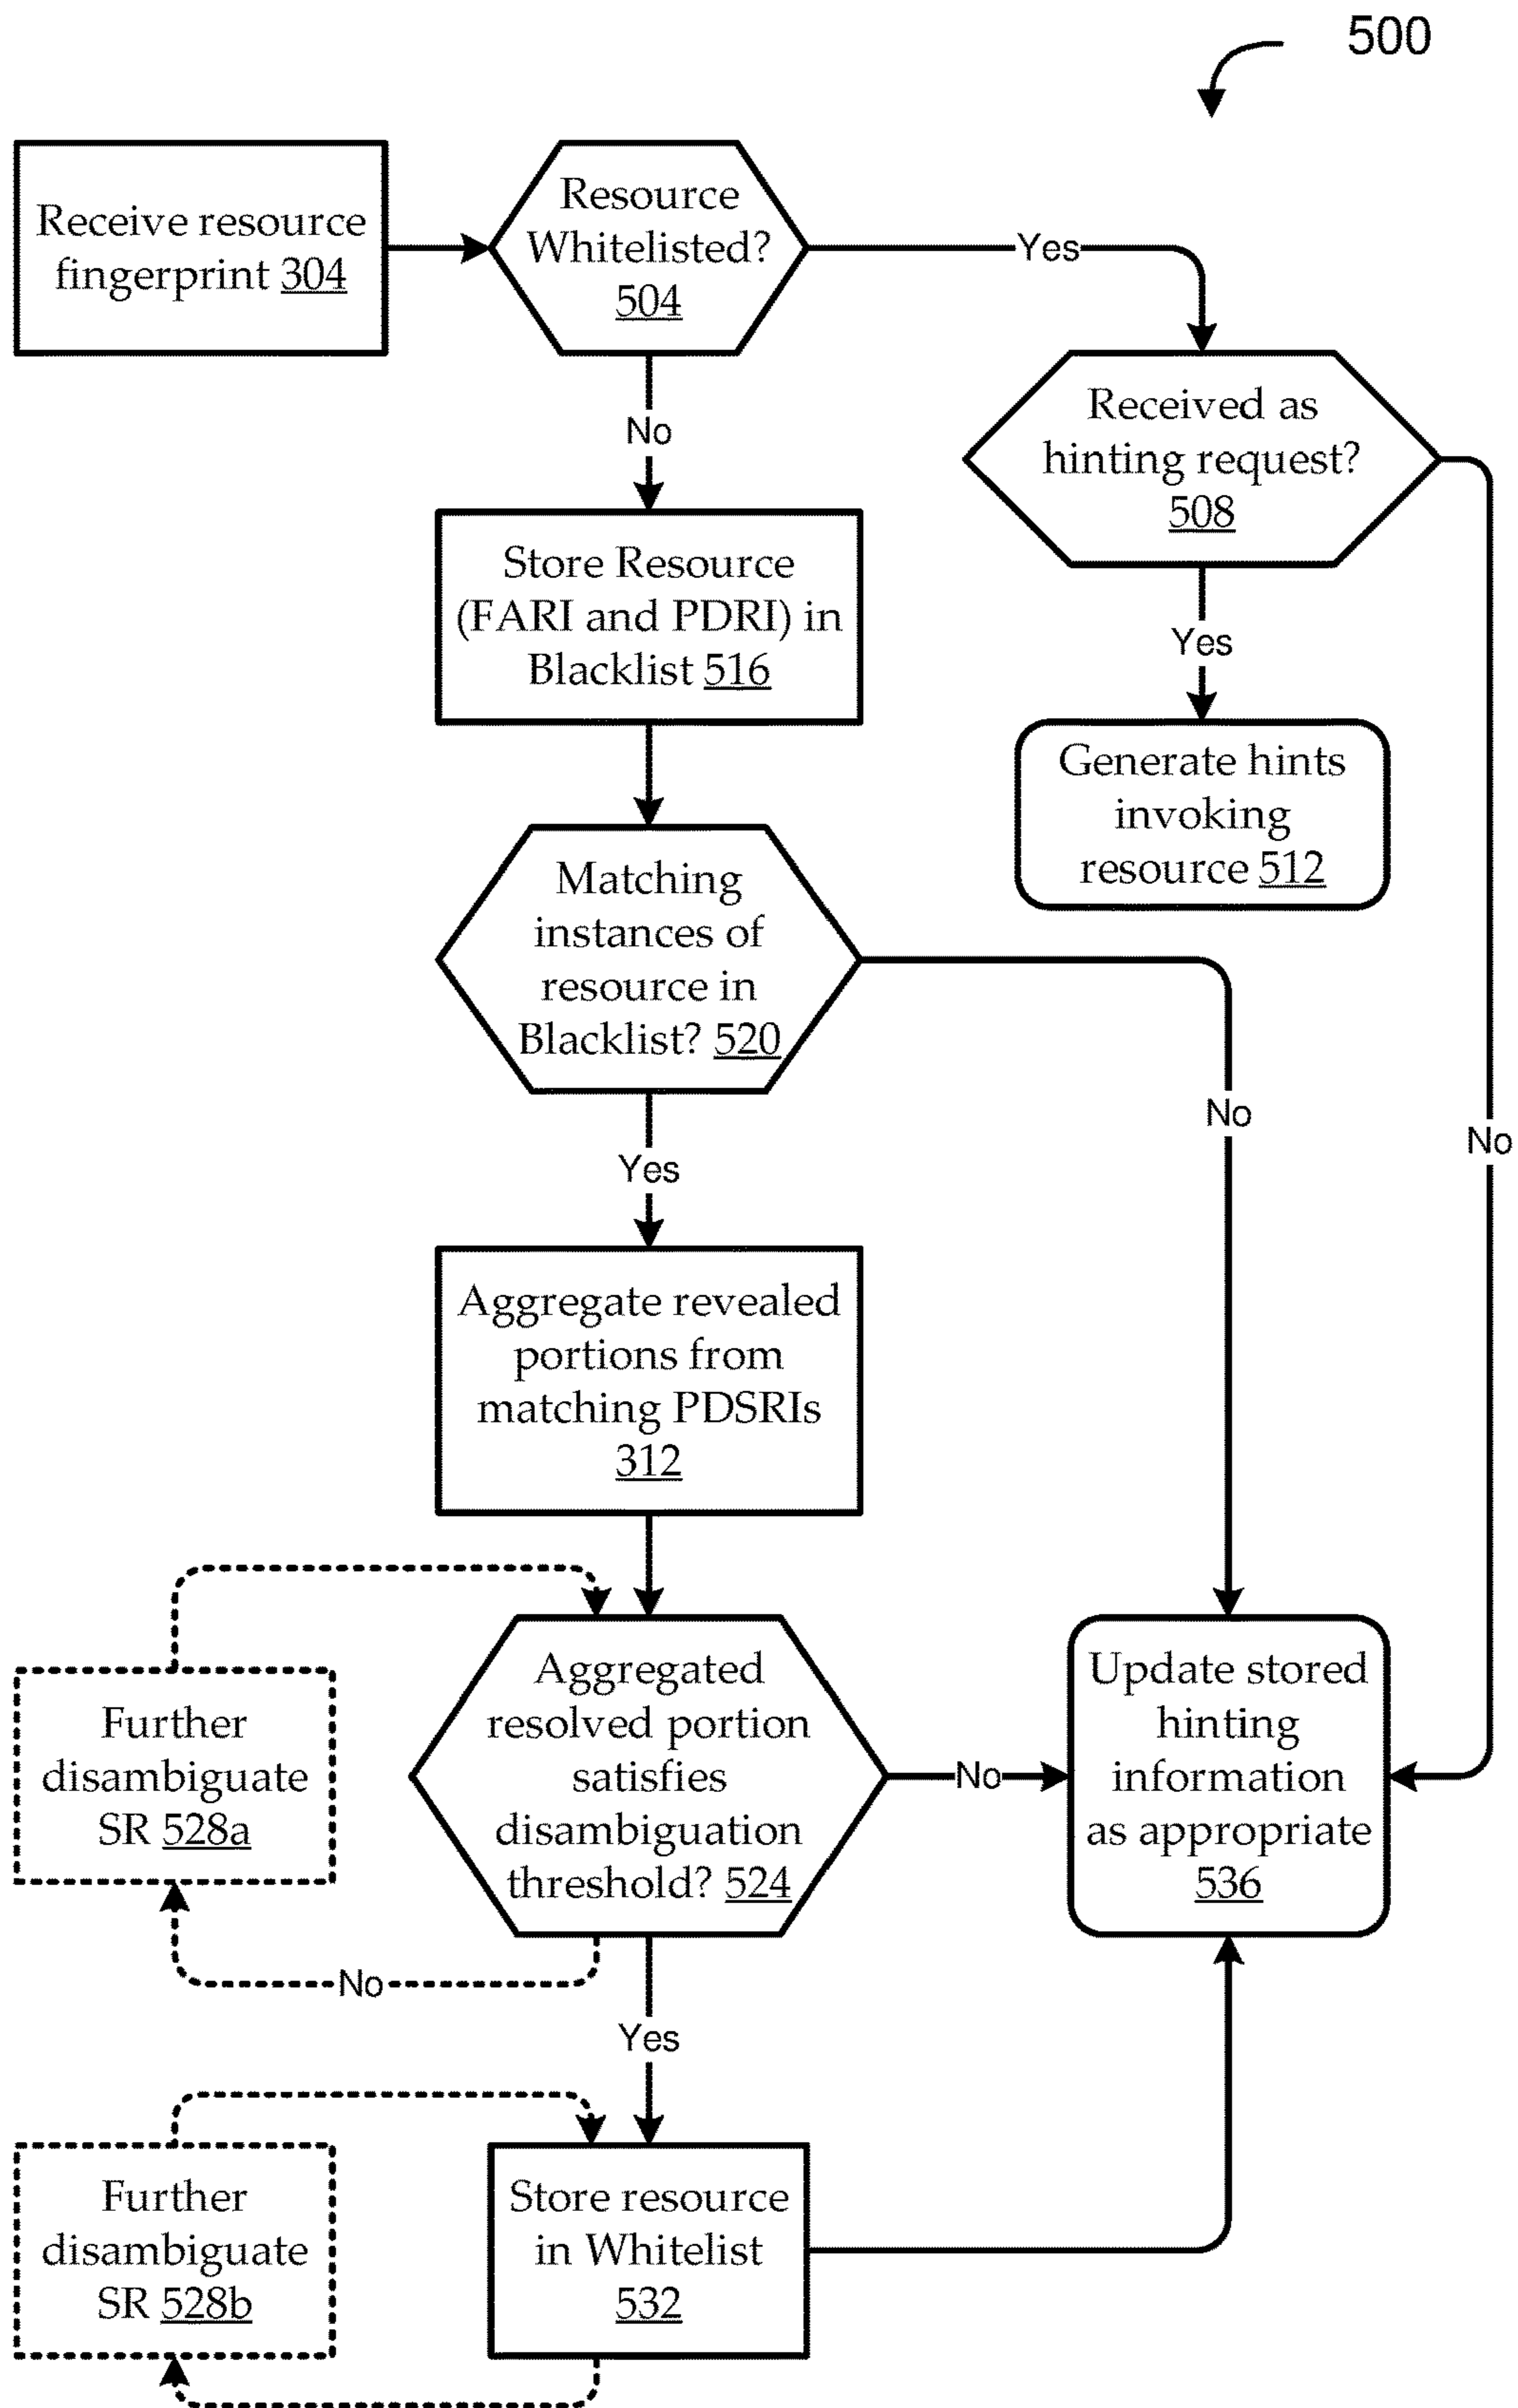 500
Receive resource
fingerprint 304
Resource
Whitelisted?
504
Yes
No
Received as
hinting request?
508
Yes
Store Resource
(FARI and PDRI) in
Blacklist 516
Generate hints
invoking
resource 512
Matching
instances of
resource in
Blacklist? 520
No
No
Yes
Aggregate revealed
portions from
matching PDSRIs
312
Aggregated
resolved portion
satisfies
disambiguation
threshold? 524
Further
disambiguate
SR 528a
No
No
Update stored
hinting
information
as appropriate
536
Yes
Further
disambiguate
SR 528b
Store resource
in Whitelist
532